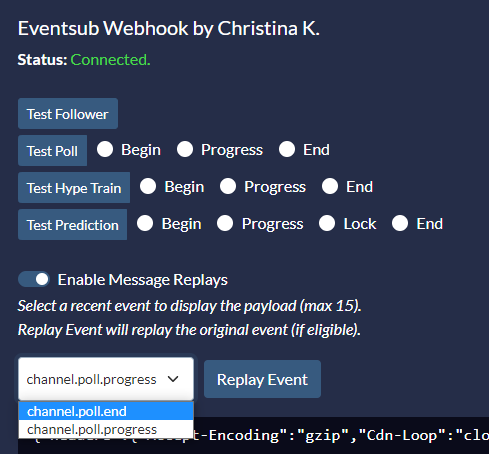 Eventsub Webhook by Christina K.
Status: Connected.
Test Follower
Test Poll Begin Progress End
Test Hype Train Begin Progress End
Test Prediction Begin Progress Lock End
Enable Message Replays
Select a recent event to display the payload (max 15).
Replay Event will replay the original event (if eligible).
channel.poll.progress Replay Event
channel.poll.end
channel.poll.progress
-Encoding":"gzip","Cdn-Loop":"clo